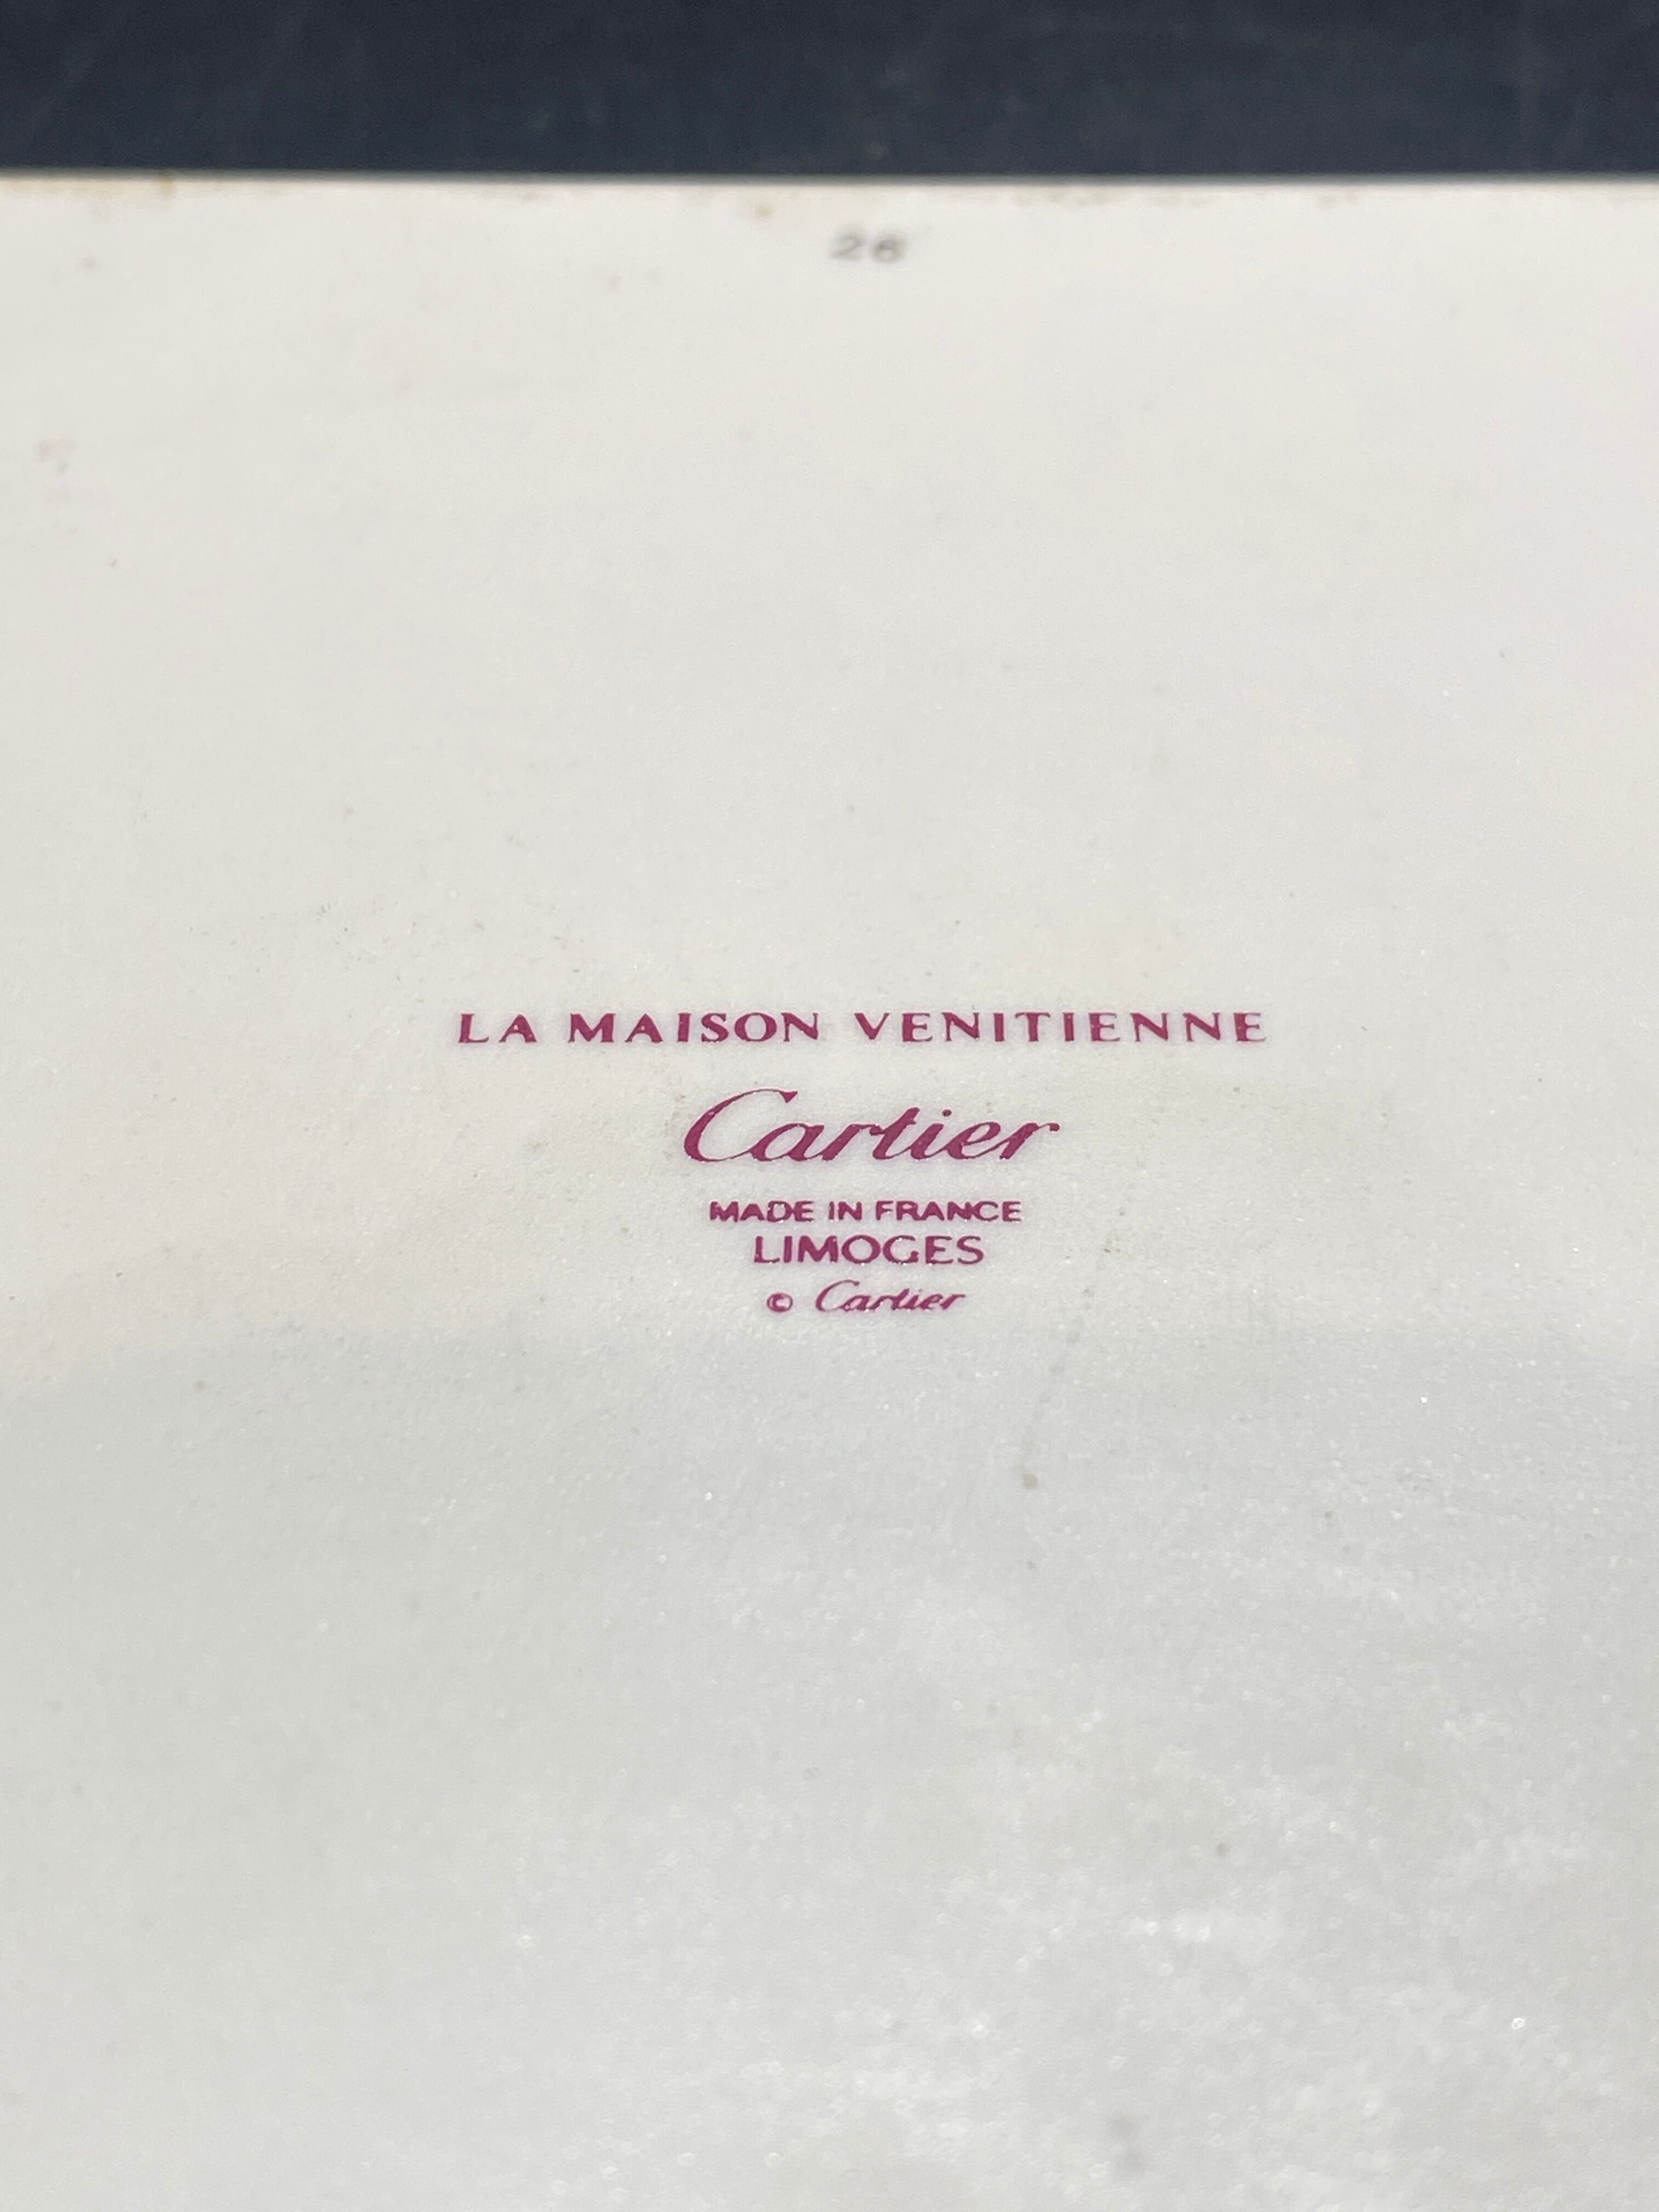 26
LA MAISON VENITIENNE
Cartier
MADE IN FRANCE
LIMOGES
© Cartier